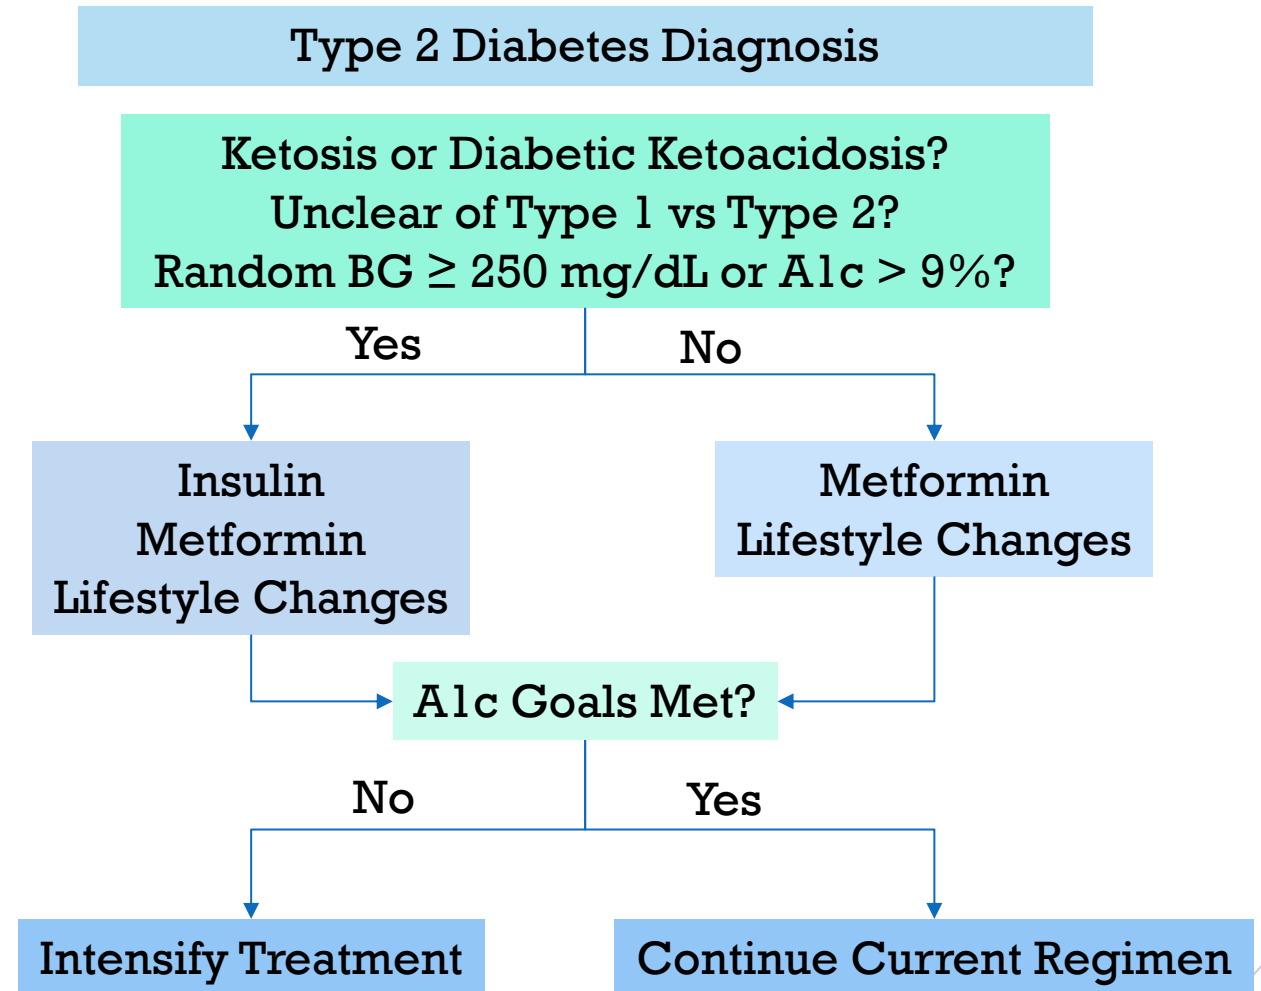 Type 2 Diabetes Diagnosis
Ketosis or Diabetic Ketoacidosis?
Unclear of Type 1 vs Type 2?
Random BG ≥ 250 mg/dL or A1c > 9%?
Yes
No
Insulin
Metformin
Lifestyle Changes
Metformin
Lifestyle Changes
A1c Goals Met?
No
Yes
Intensify Treatment
Continue Current Regimen